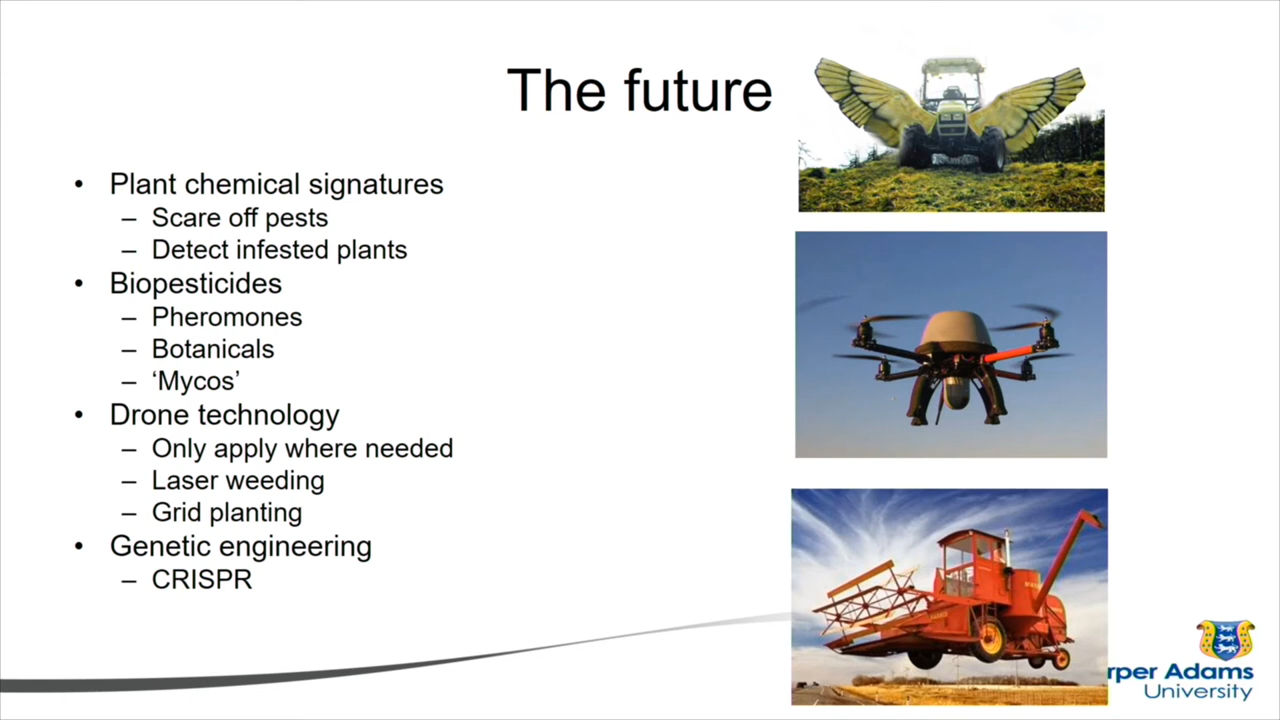 The future
• Plant chemical signatures
– Scare off pests
– Detect infested plants
• Biopesticides
– Pheromones
– Botanicals
– ‘Mycos’
• Drone technology
– Only apply where needed
– Laser weeding
– Grid planting
• Genetic engineering
– CRISPR
rper Adams
University